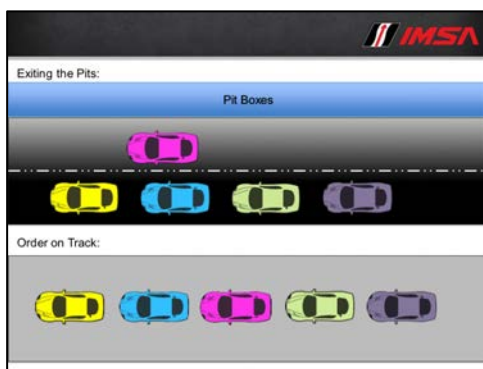 IMSA
Exiting the Pits:
Pit Boxes
Order on Track: